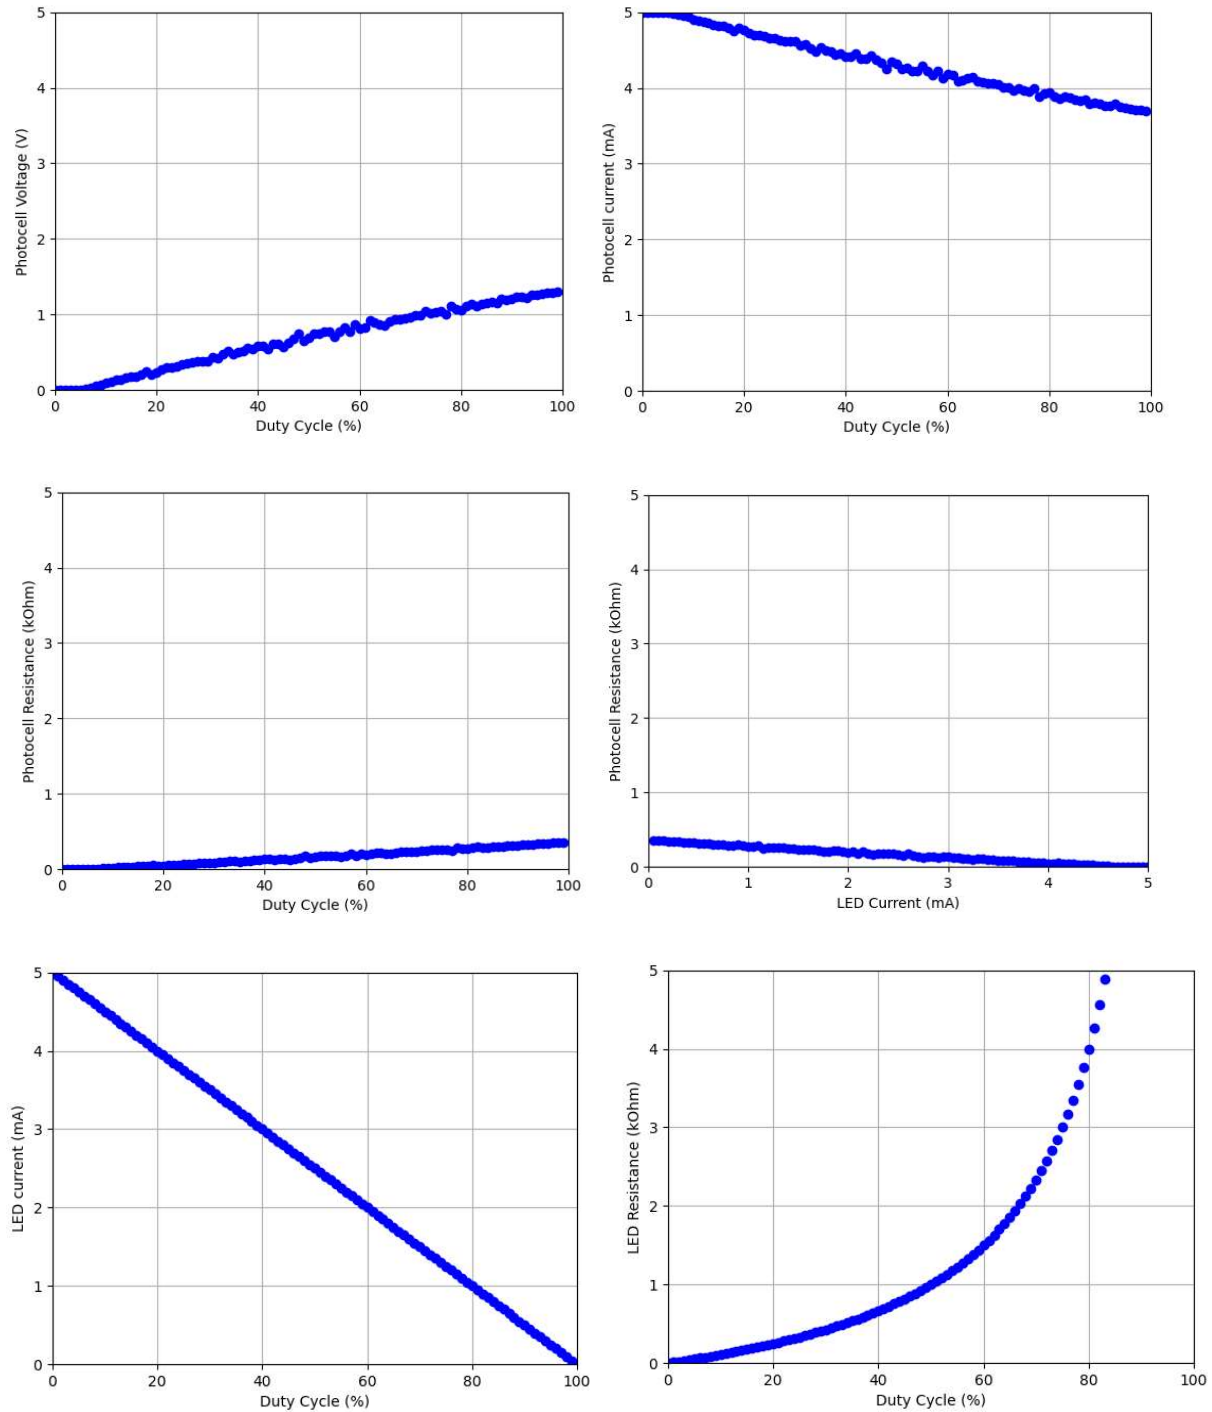 Photocell Voltage (V)
5
4
3
2
1
0
0 20 40 60 80 100
Duty Cycle (%)
Photocell current (mA)
5
4
3
2
1
0
0 20 40 60 80 100
Duty Cycle (%)
Photocell Resistance (kOhm)
5
4
3
2
1
0
0 20 40 60 80 100
Duty Cycle (%)
Photocell Resistance (kOhm)
5
4
3
2
1
0
0 1 2 3 4 5
LED Current (mA)
LED current (mA)
5
4
3
2
1
0
0 20 40 60 80 100
Duty Cycle (%)
LED Resistance (kOhm)
5
4
3
2
1
0
0 20 40 60 80 100
Duty Cycle (%)